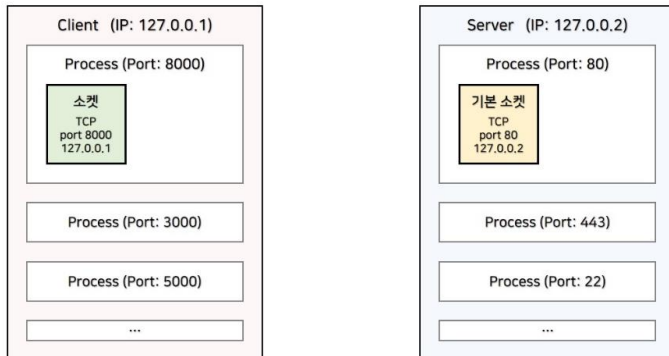 Client (IP: 127.0.0.1)
Process (Port: 8000)
소켓
TCP
port 8000
127.0.0.1
Process (Port: 3000)
Process (Port: 5000)
...
Server (IP: 127.0.0.2)
Process (Port: 80)
기본 소켓
TCP
port 80
127.0.0.2
Process (Port: 443)
Process (Port: 22)
...